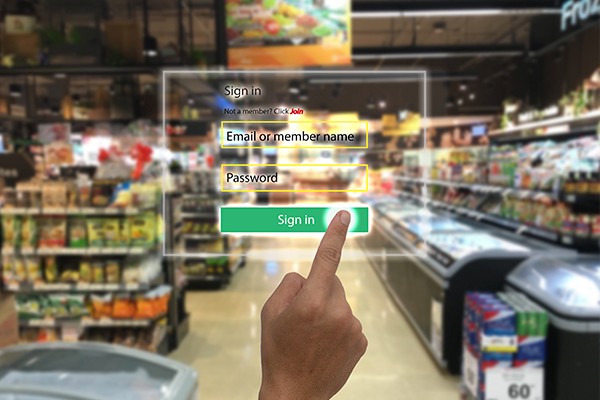 Froz
Sign in
Not a member? Click Join
Email or member name
Password
Sign in
60